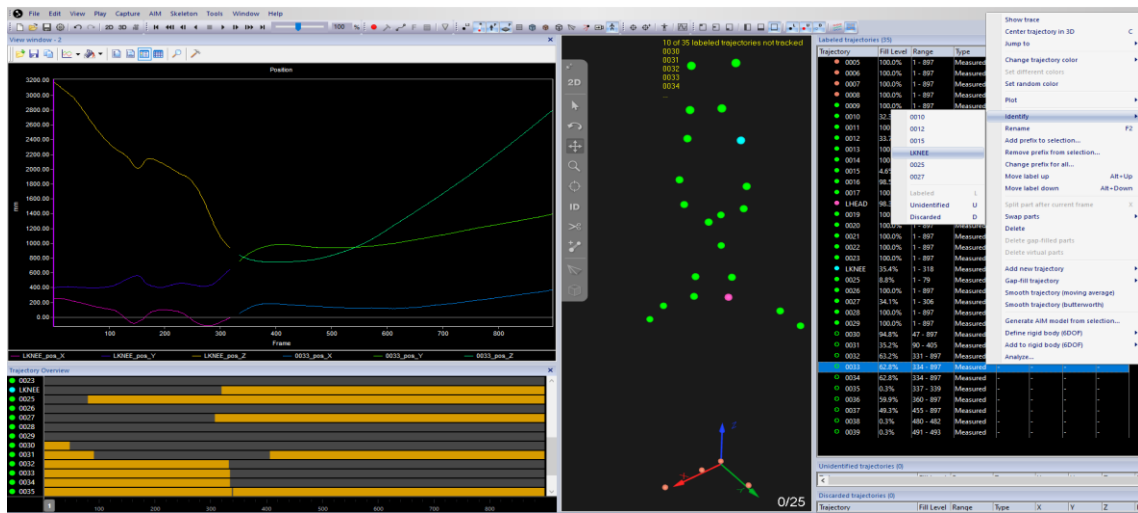 File Edit View Play Capture AIM Skeleton Tools Window Help
2D 3D
100 %
View window - 2
Position
3200.00
3000.00
2800.00
2600.00
2400.00
2200.00
2000.00
1800.00
1600.00
1400.00
1200.00
1000.00
800.00
600.00
400.00
200.00
0.00
mm
100 200 300 400 500 600 700 800
Frame
LKNEE_pos_X LKNEE_pos_Y LKNEE_pos_Z 0033_pos_X 0033_pos_Y 0033_pos_Z
Trajectory Overview
0023
LKNEE
0025
0026
0027
0028
0029
0030
0031
0032
0033
0034
0035
1 100 200 300 400 500 600 700 800
2D
ID
10 of 35 labeled trajectories not tracked
0030
0031
0032
0033
0034
...
Z
X
Y
0/25
Labeled trajectories (35)
Trajectory Fill Level Range Type
0005 100.0% 1 - 897 Measured
0006 100.0% 1 - 897 Measured
0007 100.0% 1 - 897 Measured
0008 100.0% 1 - 897 Measured
0009 100.0% 1 - 897 Measured
0010 32.
0011 100
0012 33.7
0013 100
0014 100
0015 4.6
0016 98.5
0017 100
LHEAD 98.3
0019 100
0020 100.0% 1 - 897 Measured
0021 100.0% 1 - 897 Measured
0022 100.0% 1 - 897 Measured
0023 100.0% 1 - 897 Measured
LKNEE 35.4% 1 - 318 Measured
0025 8.8% 1 - 79 Measured
0026 100.0% 1 - 897 Measured
0027 34.1% 1 - 306 Measured
0028 100.0% 1 - 897 Measured
0029 100.0% 1 - 897 Measured
0030 94.8% 47 - 897 Measured
0031 35.2% 90 - 405 Measured
0032 63.2% 331 - 897 Measured
0033 62.8% 334 - 897 Measured - - - -
0034 62.8% 334 - 897 Measured - - - -
0035 0.3% 337 - 339 Measured - - - -
0036 59.9% 360 - 897 Measured - - - -
0037 49.3% 455 - 897 Measured - - - -
0038 0.3% 480 - 482 Measured - - - -
0039 0.3% 491 - 493 Measured - - - -
Unidentified trajectories (0)
Discarded trajectories (0)
Trajectory Fill Level Range Type X Y Z
0010
0012
0015
LKNEE
0025
0027
Labeled L
Unidentified U
Discarded D
Show trace
Center trajectory in 3D C
Jump to
Change trajectory color
Set different colors
Set random color
Plot
Identify
Rename F2
Add prefix to selection...
Remove prefix from selection...
Change prefix for all...
Move label up Alt+Up
Move label down Alt+Down
Split part after current frame X
Swap parts
Delete
Delete gap-filled parts
Delete virtual parts
Add new trajectory
Gap-fill trajectory
Smooth trajectory (moving average)
Smooth trajectory (butterworth)
Generate AIM model from selection...
Define rigid body (6DOF)
Add to rigid body (6DOF)
Analyze...